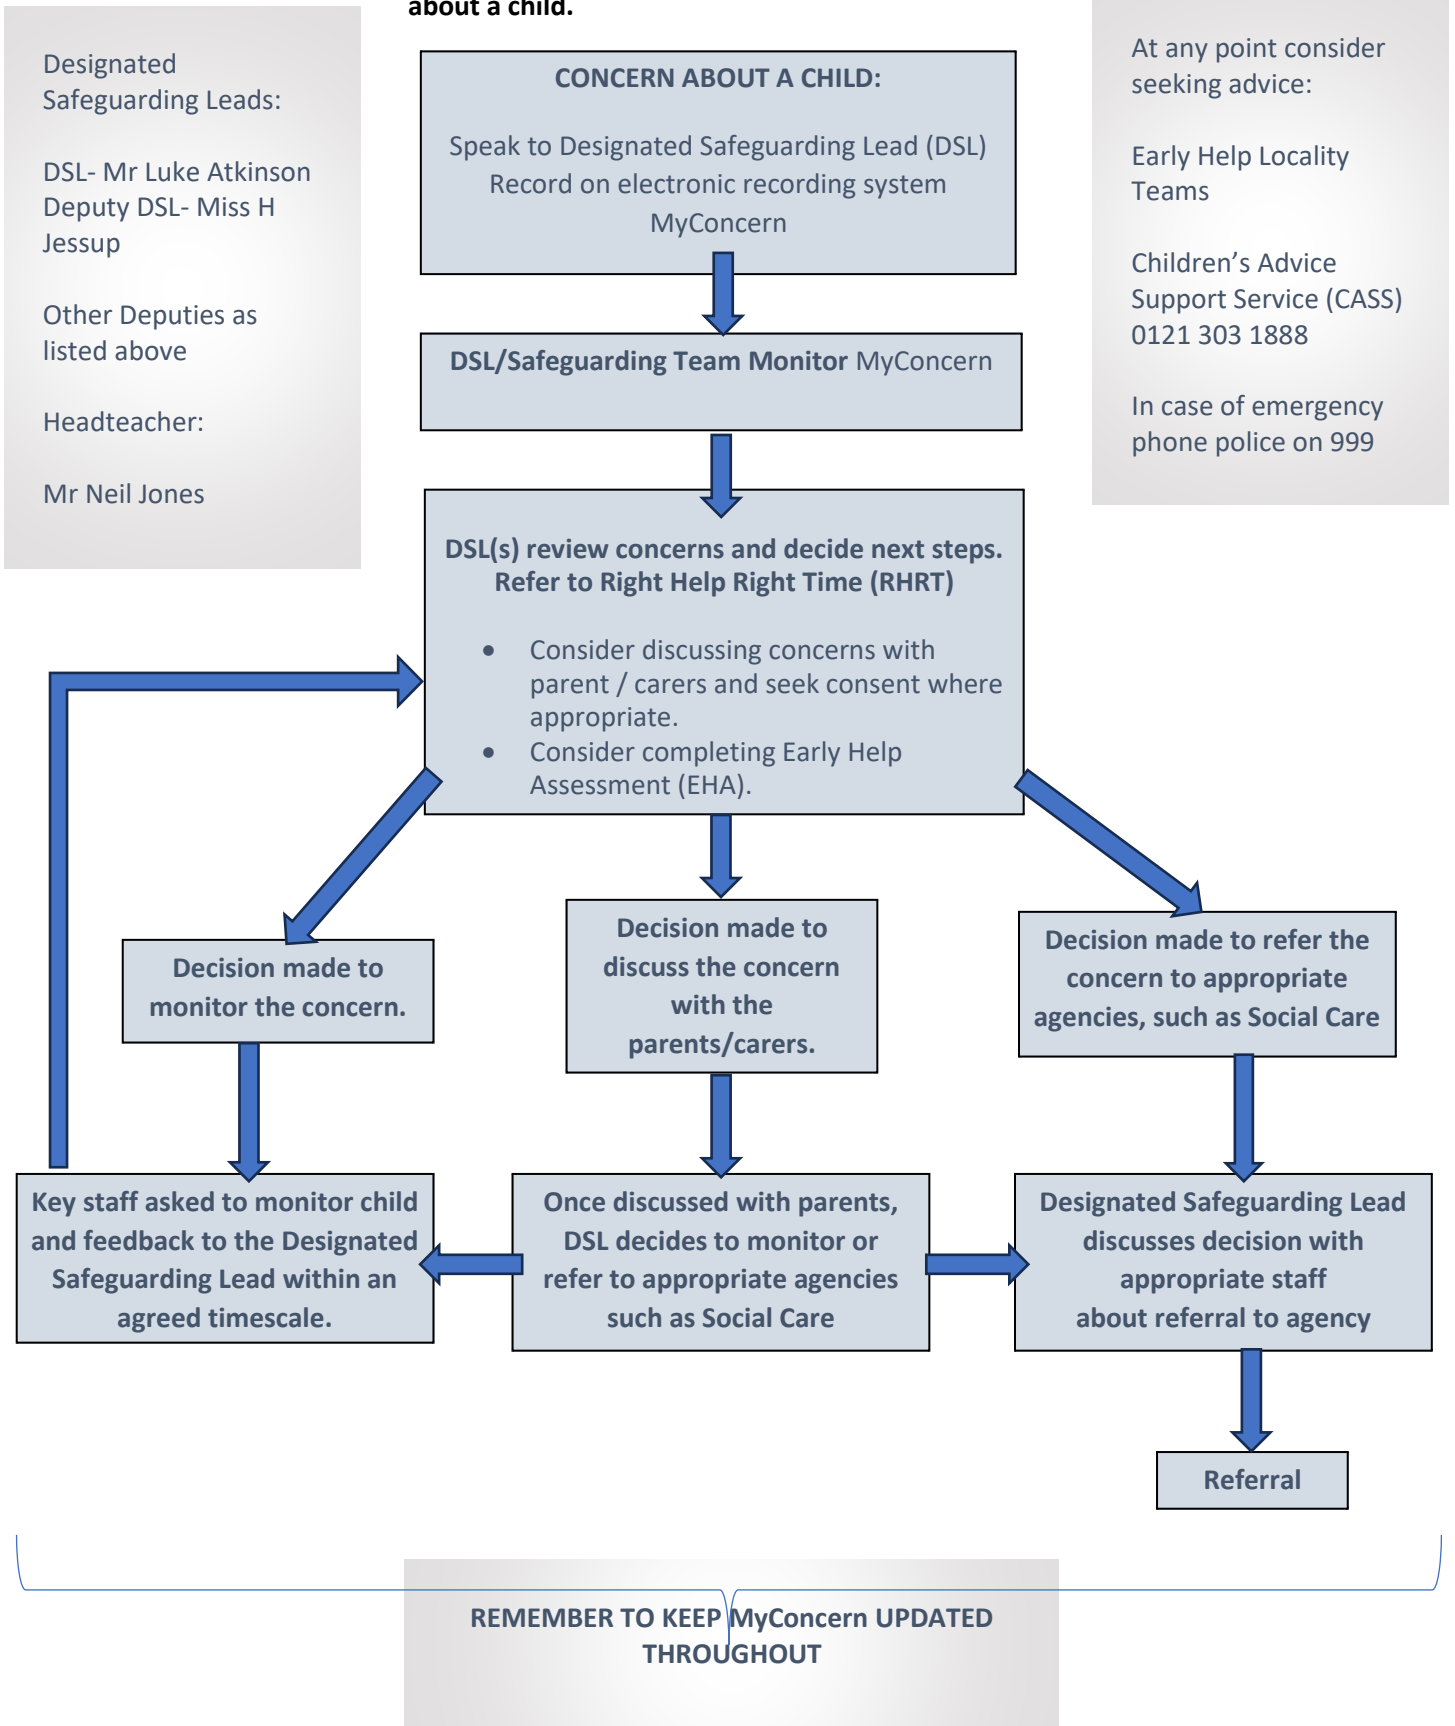 about a child.
Designated
Safeguarding Leads:
DSL- Mr Luke Atkinson
Deputy DSL- Miss H
Jessup
Other Deputies as
listed above
Headteacher:
Mr Neil Jones
CONCERN ABOUT A CHILD:
Speak to Designated Safeguarding Lead (DSL)
Record on electronic recording system
MyConcern
At any point consider
seeking advice:
Early Help Locality
Teams
Children’s Advice
Support Service (CASS)
0121 303 1888
In case of emergency
phone police on 999
DSL/Safeguarding Team Monitor MyConcern
DSL(s) review concerns and decide next steps.
Refer to Right Help Right Time (RHRT)
• Consider discussing concerns with
parent / carers and seek consent where
appropriate.
• Consider completing Early Help
Assessment (EHA).
Decision made to
monitor the concern.
Decision made to
discuss the concern
with the
parents/carers.
Decision made to refer the
concern to appropriate
agencies, such as Social Care
Key staff asked to monitor child
and feedback to the Designated
Safeguarding Lead within an
agreed timescale.
Once discussed with parents,
DSL decides to monitor or
refer to appropriate agencies
such as Social Care
Designated Safeguarding Lead
discusses decision with
appropriate staff
about referral to agency
Referral
REMEMBER TO KEEP MyConcern UPDATED
THROUGHOUT